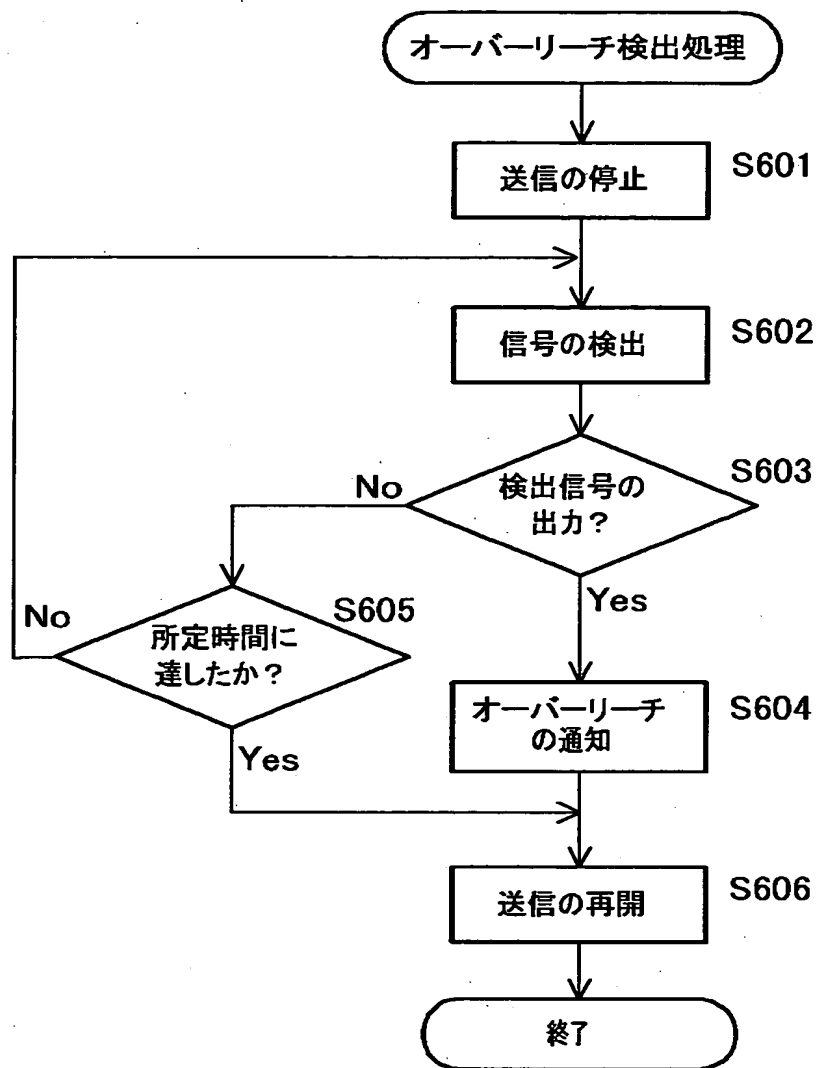 オーバーリーチ検出処理
送信の停止
S601
信号の検出
S602
検出信号の
出力？
S603
No
Yes
所定時間に
達したか？
S605
No
Yes
オーバーリーチ
の通知
S604
送信の再開
S606
終了